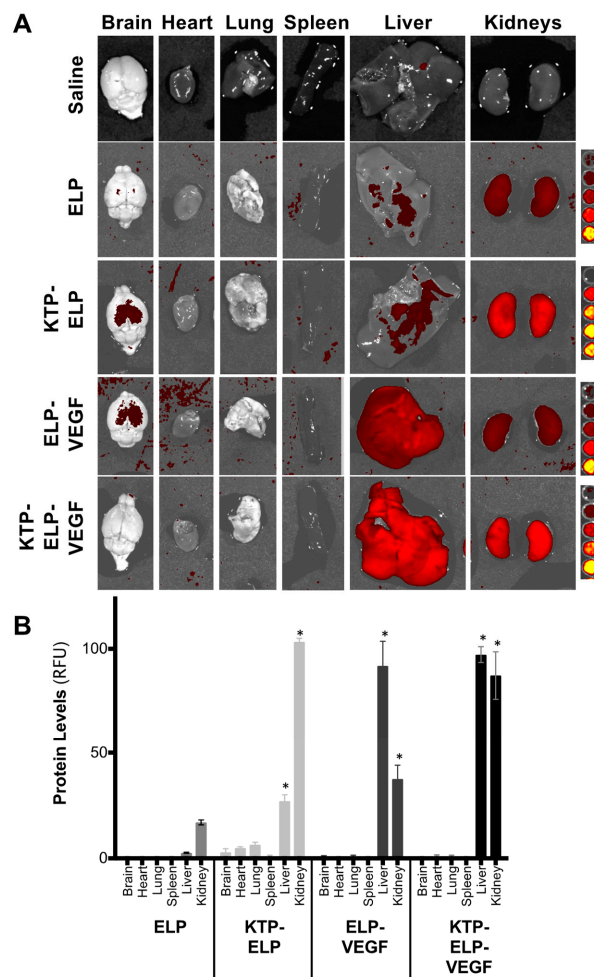 A
Brain Heart Lung Spleen Liver Kidneys
Saline
ELP
KTP-
ELP
ELP-
VEGF
KTP-
ELP-
VEGF
B
Protein Levels (RFU)
100
50
0
* * * * * *
Brain Heart Lung Spleen Liver Kidney Brain Heart Lung Spleen Liver Kidney Brain Heart Lung Spleen Liver Kidney Brain Heart Lung Spleen Liver Kidney
ELP KTP- ELP- KTP-
ELP VEGF ELP-
VEGF